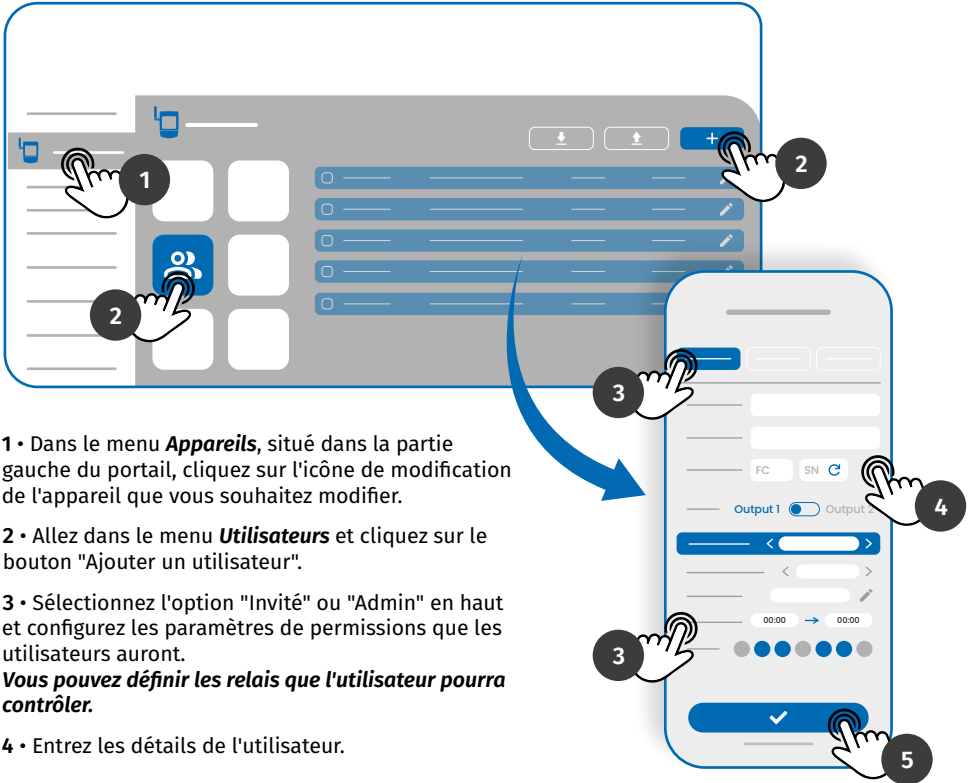 1
2
2
3
FC
SN
4
Output 1
Output 2
00:00
00:00
3
5
1 • Dans le menu Appareils, situé dans la partie
gauche du portail, cliquez sur l'icône de modification
de l'appareil que vous souhaitez modifier.
2 • Allez dans le menu Utilisateurs et cliquez sur le
bouton "Ajouter un utilisateur".
3 • Sélectionnez l'option "Invité" ou "Admin" en haut
et configurez les paramètres de permissions que les
utilisateurs auront.
Vous pouvez définir les relais que l'utilisateur pourra
contrôler.
4 • Entrez les détails de l'utilisateur.